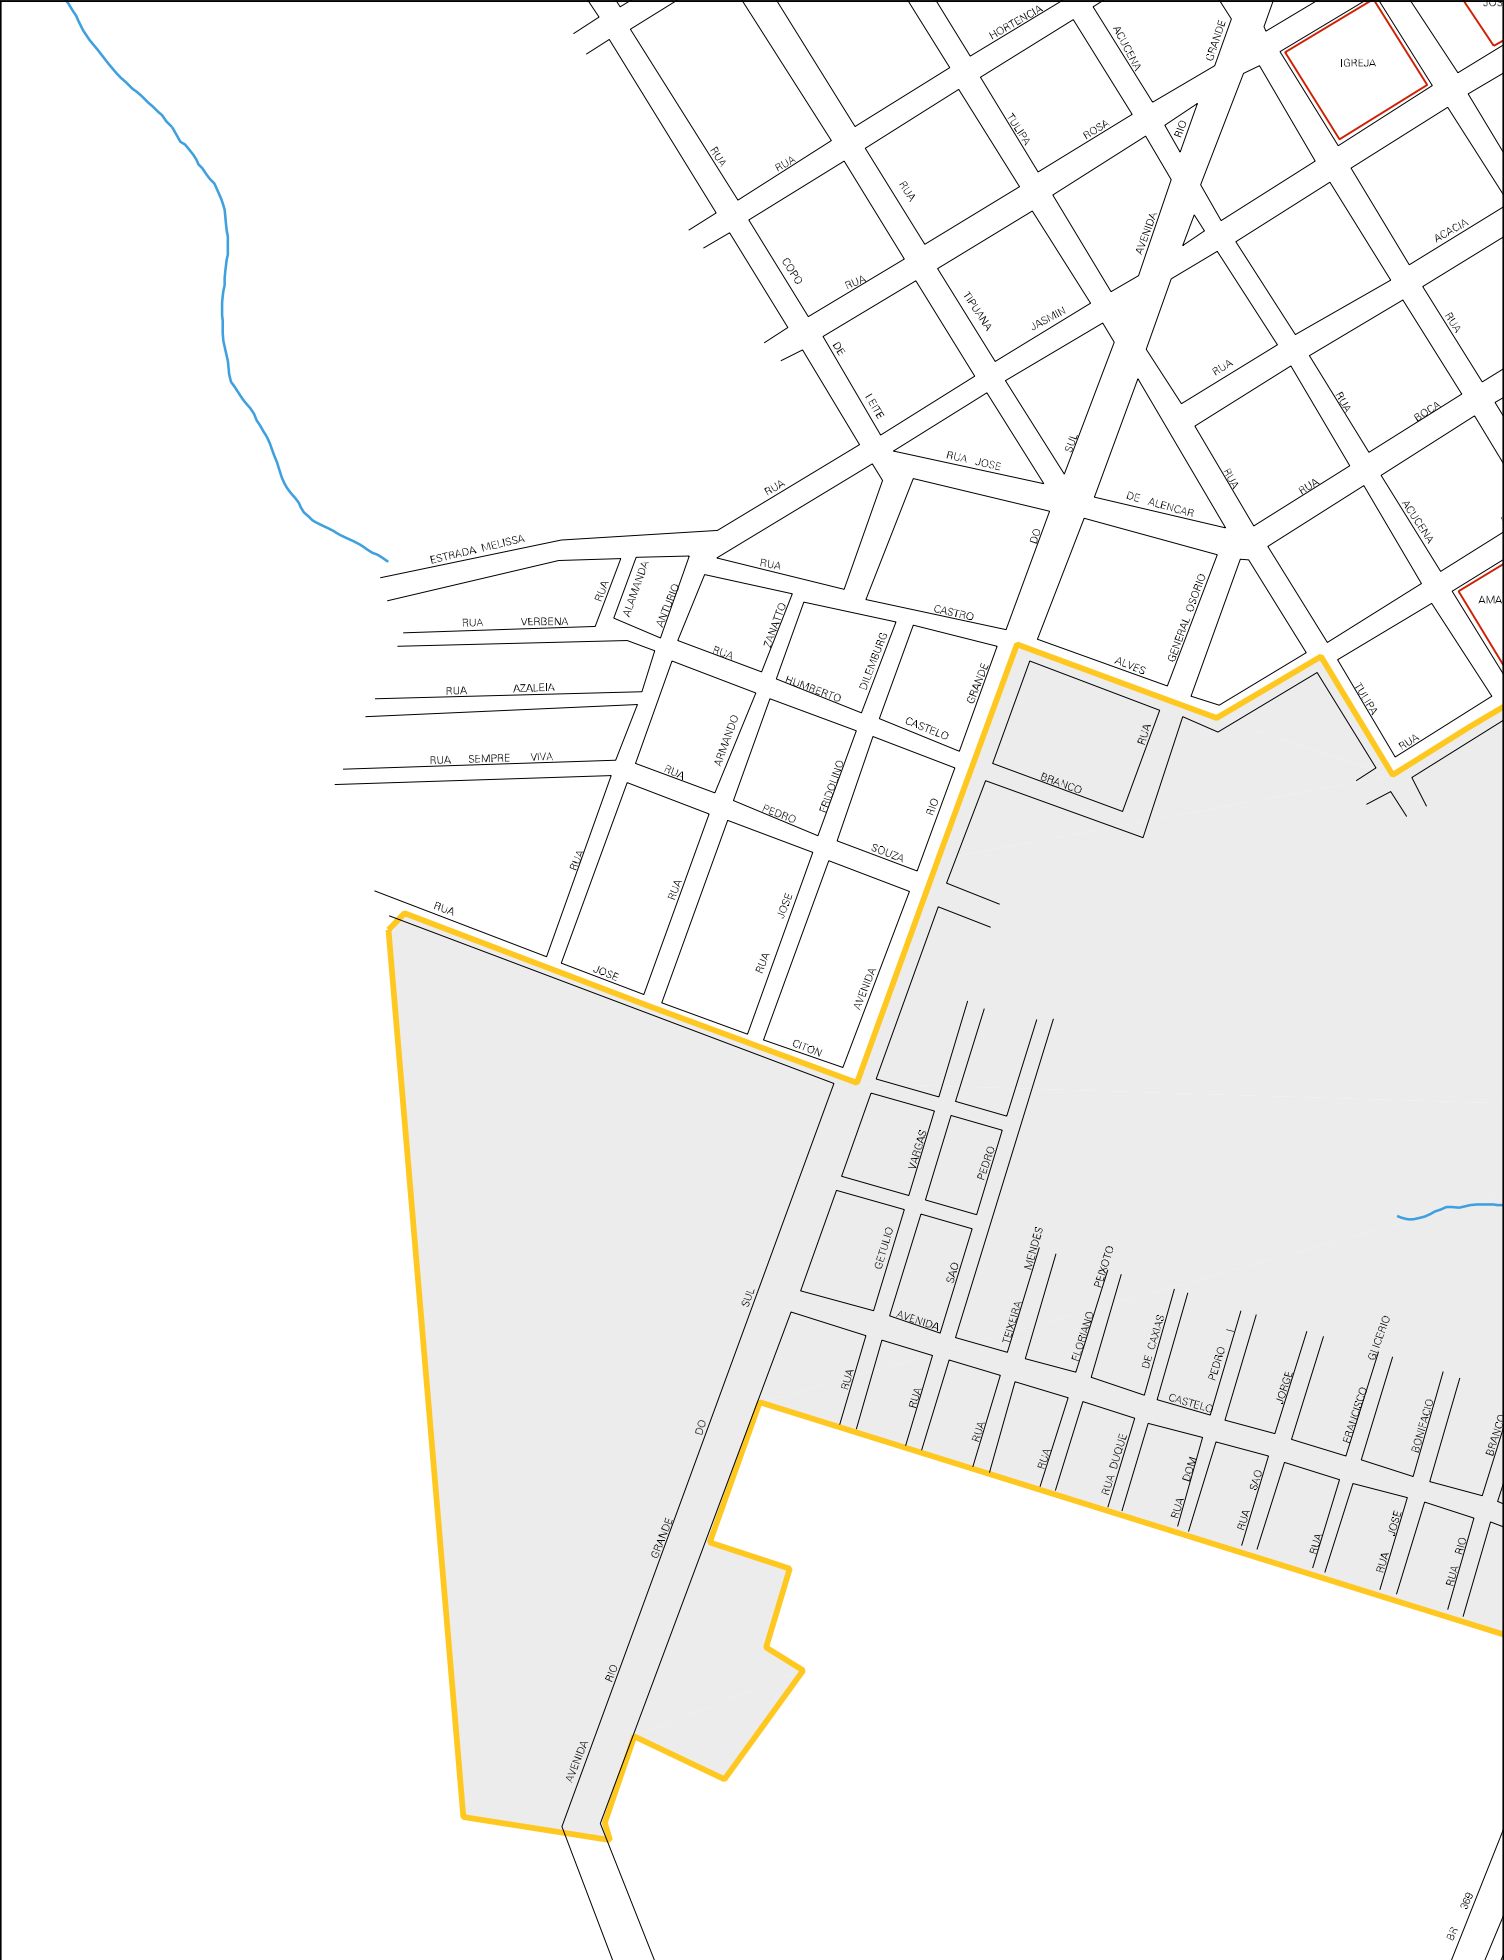 HORTENCIA
ACUCENA
GRANDE
IGREJA
TULIPA
ROSA
RIO
RUA
RUA
RUA
AVENIDA
ACACIA
COPO
RUA
TIPUANA
JASMIN
RUA
DE
LEITE
RUA
RUA
BOCA
SUL
RUA JOSE
RUA
RUA
RUA
DE ALENCAR
ACUCENA
ESTRADA MELISSA
DO
RUA
RUA
ALAMANDA
ANTURIO
CASTRO
GENERAL OSORIO
AMA
RUA VERBENA
ZANATTO
RUA
DILEMBURG
ALVES
RUA AZALEIA
HUMBERTO
GRANDE
TULIPA
CASTELO
RUA
ARMANDO
RUA
RUA SEMPRE VIVA
RUA
FRIDOLINO
BRANCO
PEDRO
RIO
SOUZA
RUA
RUA
JOSE
RUA
RUA
JOSE
AVENIDA
CITON
VARGAS
PEDRO
GETULIO
SAO
MENDES
PEIXOTO
SUL
AVENIDA
TEIXEIRA
FLORIANO
DE CAXIAS
PEDRO I
GLICERIO
RUA
RUA
CASTELO
JORGE
FRANCISCO
BONIFACIO
BRANCO
DO
RUA
RUA
RUA DUQUE
RUA DOM
RUA SAO
RUA
RUA JOSE
RUA RIO
GRANDE
RIO
AVENIDA
BR 369